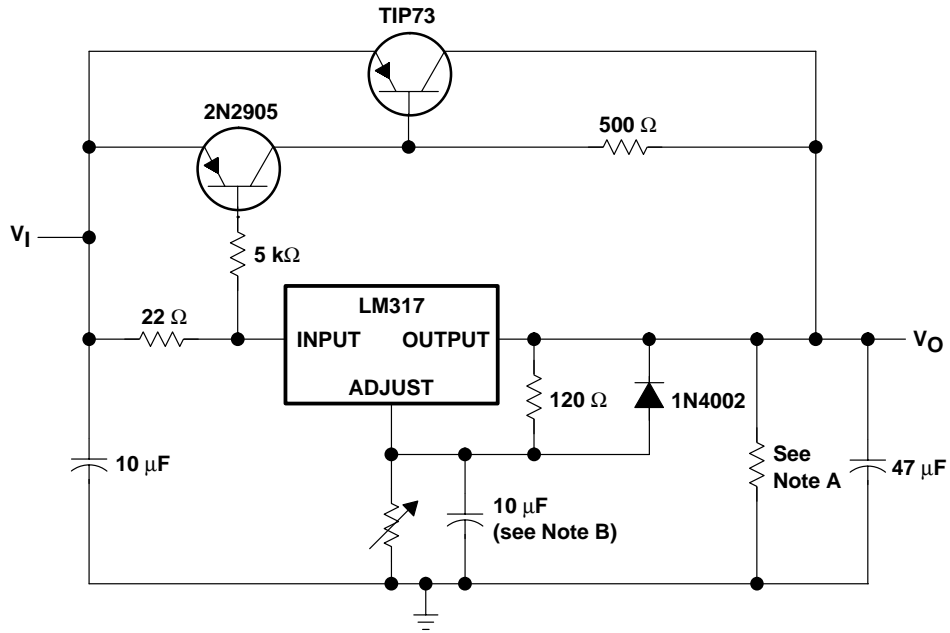 TIP73
2N2905
500 Ω
VI
5 kΩ
LM317
22 Ω
INPUT
OUTPUT
VO
ADJUST
120 Ω
1N4002
10 μF
See
Note A
47 μF
10 μF
(see Note B)